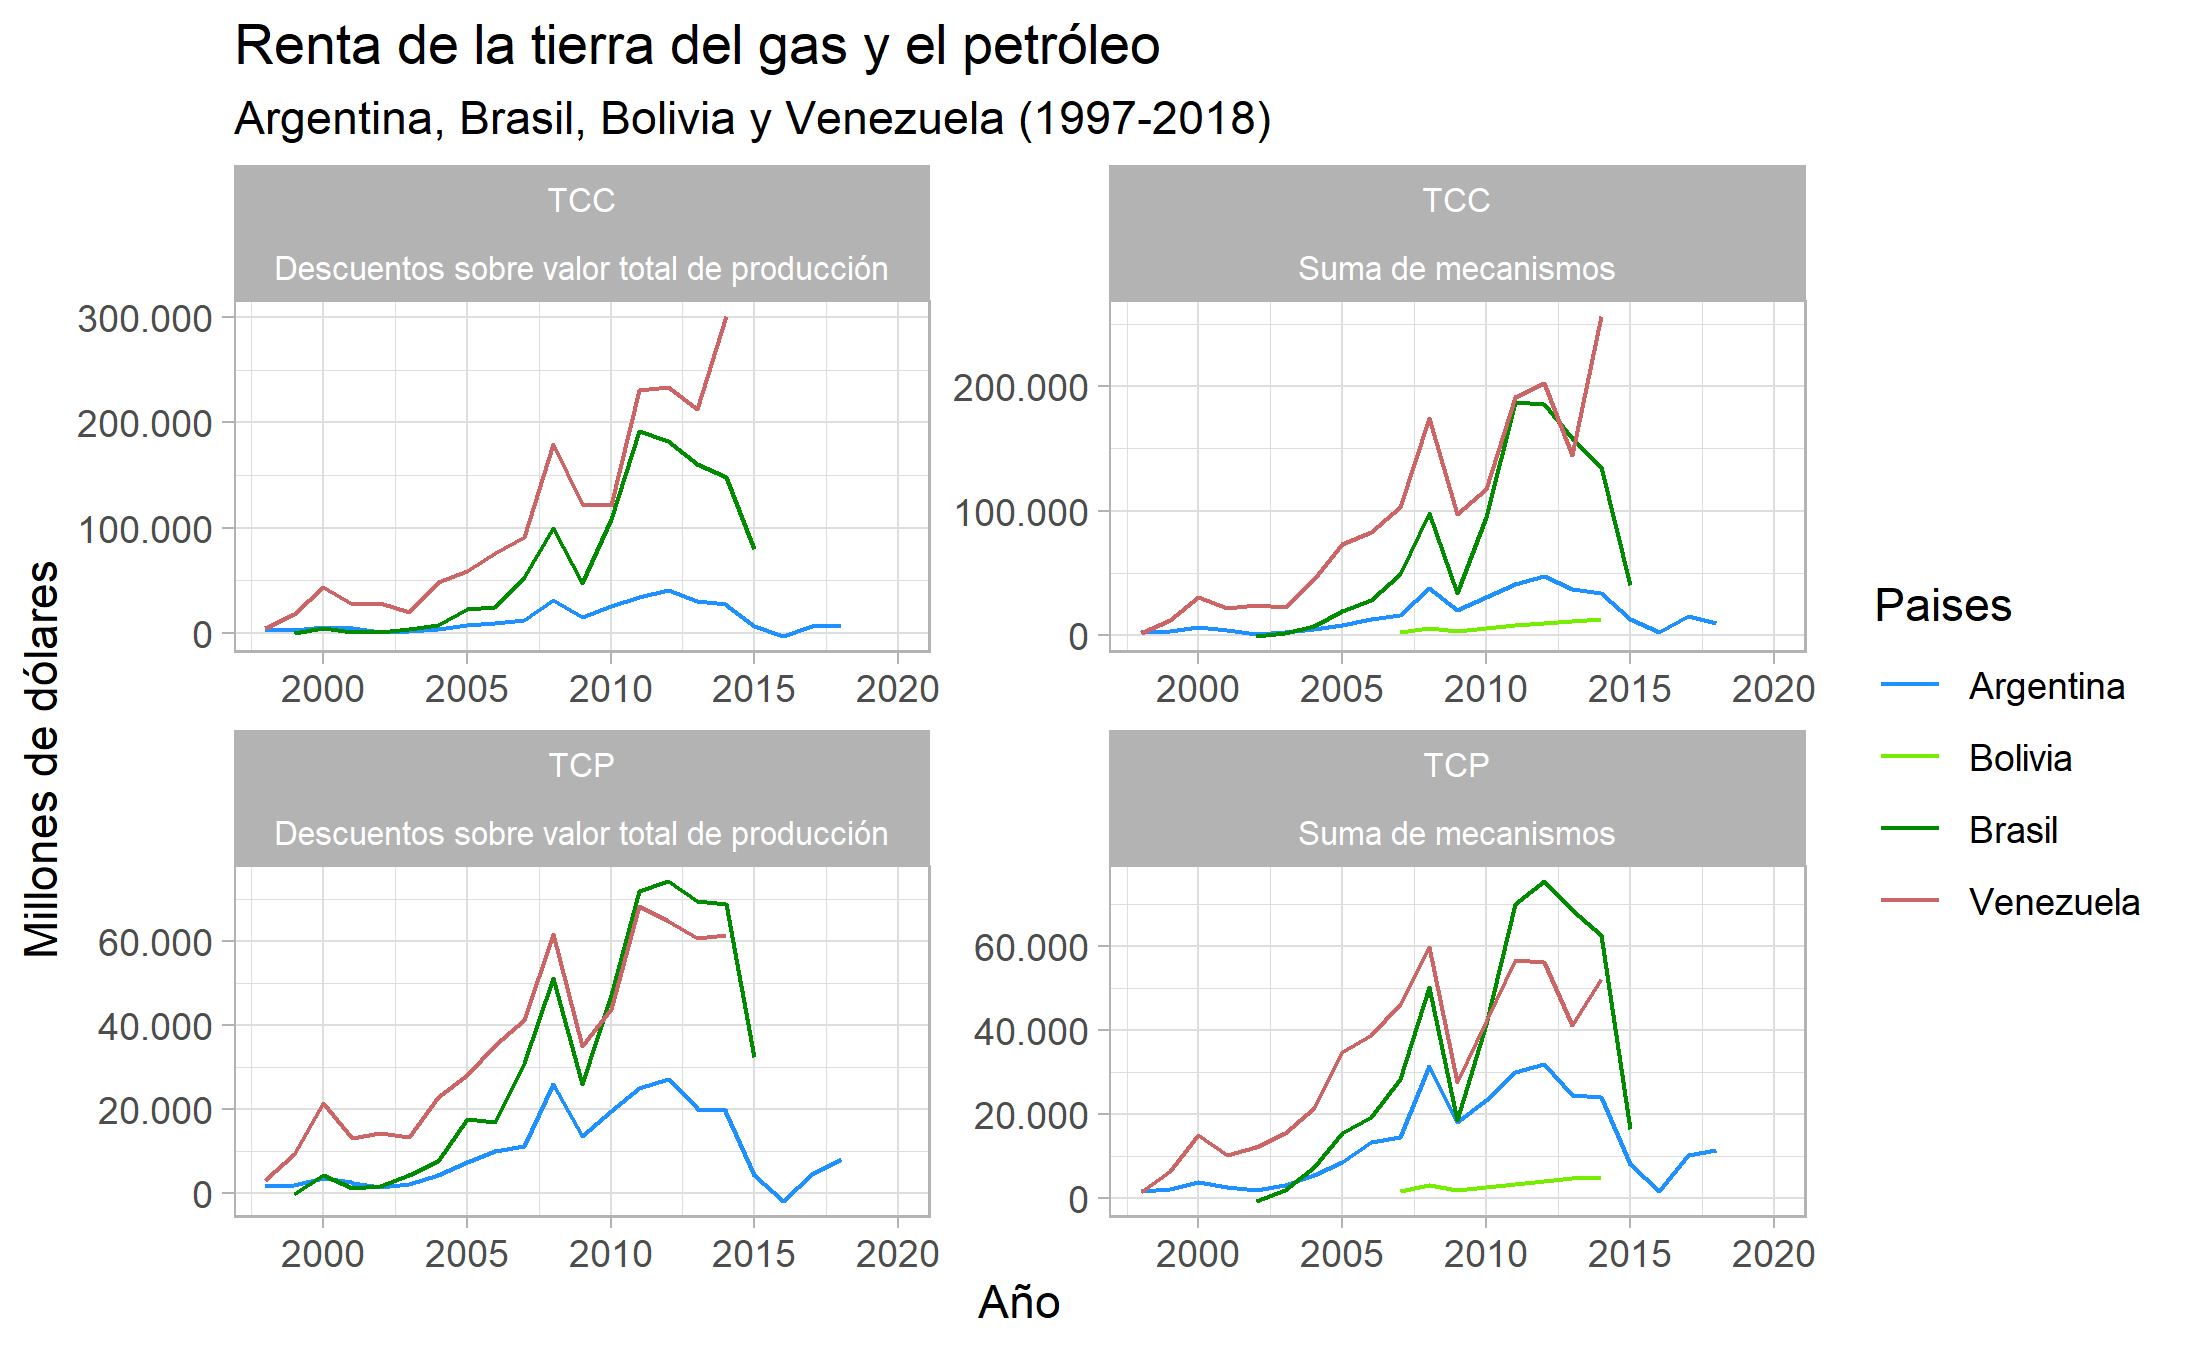 Renta de la tierra del gas y el petróleo
Argentina, Brasil, Bolivia y Venezuela (1997-2018)
TCC
Descuentos sobre valor total de producción
300.000
200.000
100.000
0
2000 2005 2010 2015 2020
TCC
Suma de mecanismos
200.000
100.000
0
2000 2005 2010 2015 2020
TCP
Descuentos sobre valor total de producción
60.000
40.000
20.000
0
2000 2005 2010 2015 2020
TCP
Suma de mecanismos
60.000
40.000
20.000
0
2000 2005 2010 2015 2020
Millones de dólares
Año
Paises
Argentina
Bolivia
Brasil
Venezuela